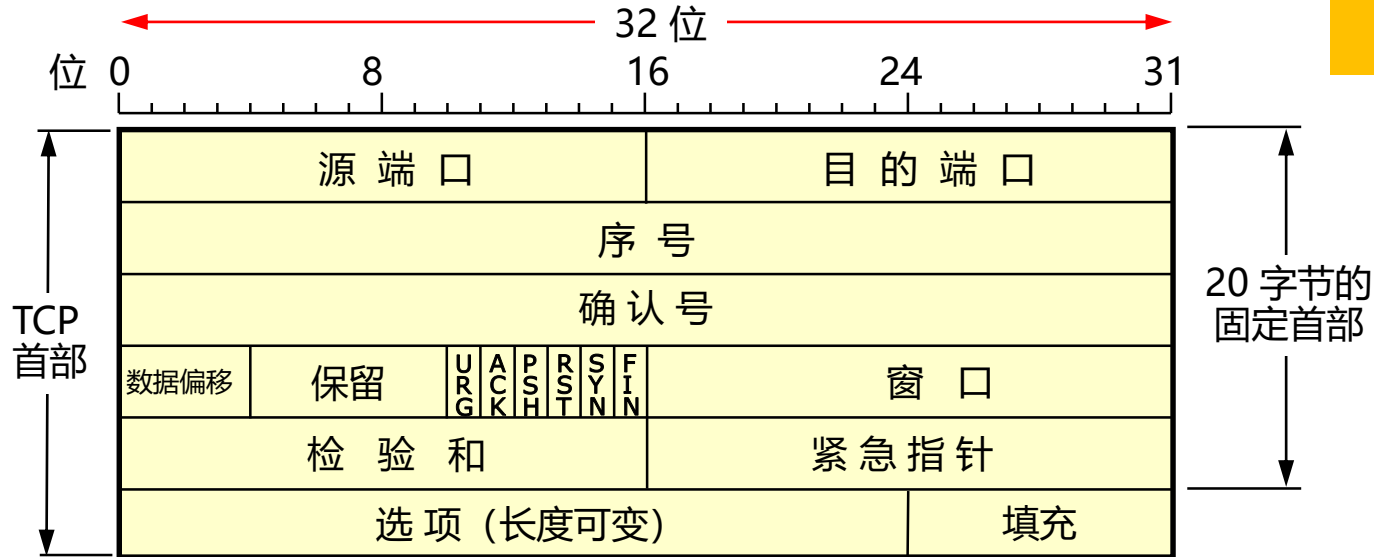 32 位
位 0 8 16 24 31
源 端 口 目 的 端 口
序 号
确 认 号
TCP
首部
20 字节的
固定首部
数据偏移 保留 URG ACK PSH RST SYN FIN 窗 口
检 验 和 紧 急 指 针
选 项 (长度可变) 填充